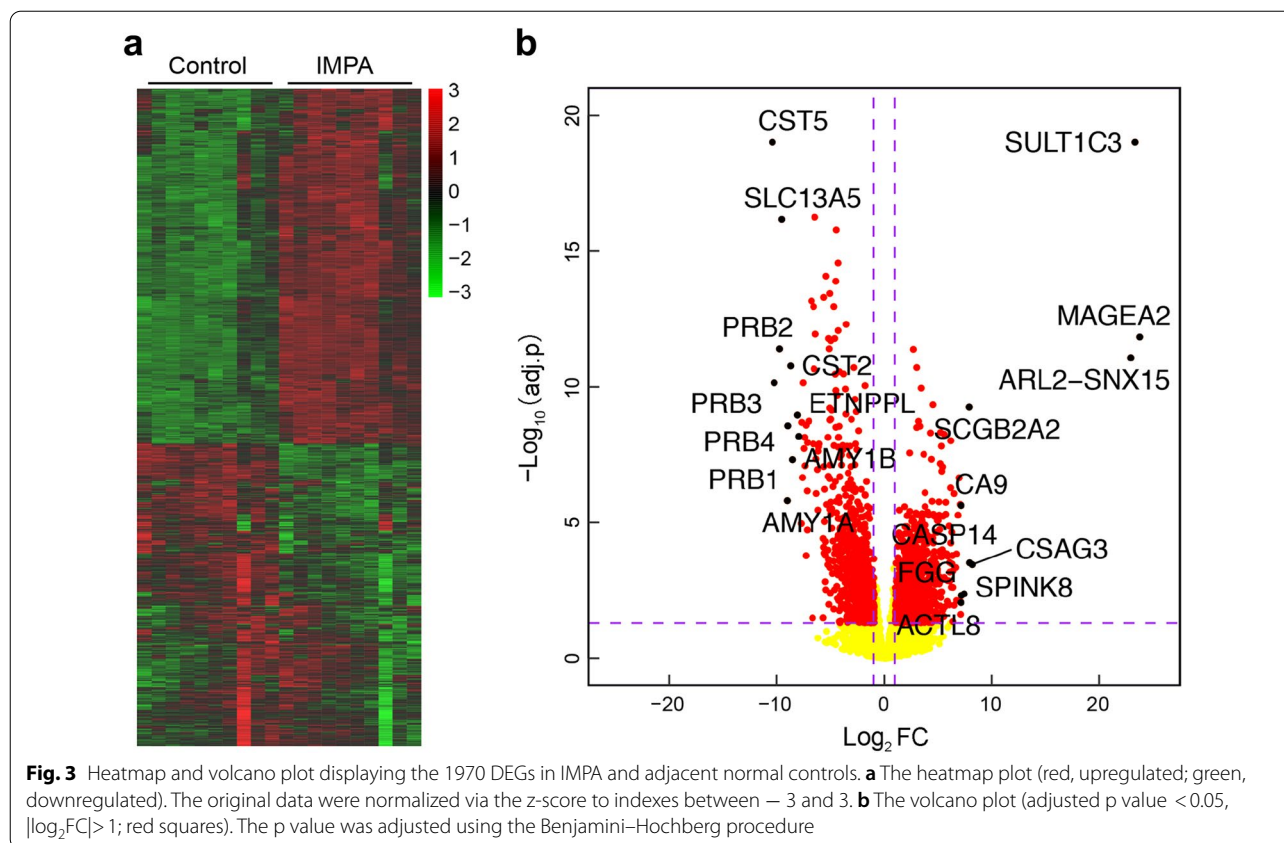 a
Control IMPA
3
2
1
0
−1
−2
−3
b
−Log10 (adj.p)
20
15
10
5
0
CST5
SULT1C3
SLC13A5
MAGEA2
PRB2
CST2
ARL2−SNX15
PRB3
ETNPPL
SCGB2A2
PRB4
AMY1B
PRB1
CA9
AMY1A
CASP14
CSAG3
FGG
SPINK8
ACTL8
−20 −10 0 10 20
Log2 FC
Fig. 3 Heatmap and volcano plot displaying the 1970 DEGs in IMPA and adjacent normal controls. a The heatmap plot (red, upregulated; green,
downregulated). The original data were normalized via the z-score to indexes between − 3 and 3. b The volcano plot (adjusted p value < 0.05,
|log2FC| > 1; red squares). The p value was adjusted using the Benjamini–Hochberg procedure